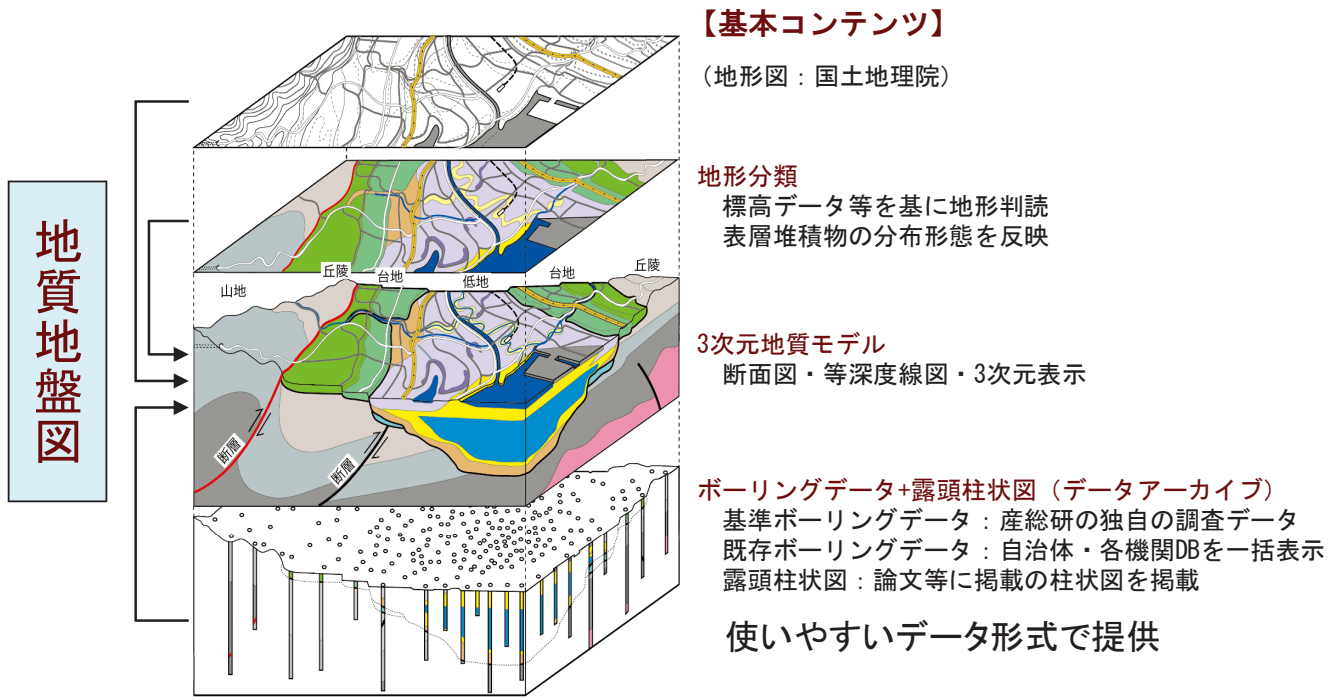 【基本コンテンツ】
（地形図：国土地理院）
地形分類
標高データ等を基に地形判読
表層堆積物の分布形態を反映
地質地盤図
山地
丘陵
台地
低地
台地
丘陵
3次元地質モデル
断面図・等深度線図・3次元表示
断層
断層
ボーリングデータ+露頭柱状図（データアーカイブ）
基準ボーリングデータ：産総研の独自の調査データ
既存ボーリングデータ：自治体・各機関DBを一括表示
露頭柱状図：論文等に掲載の柱状図を掲載
使いやすいデータ形式で提供